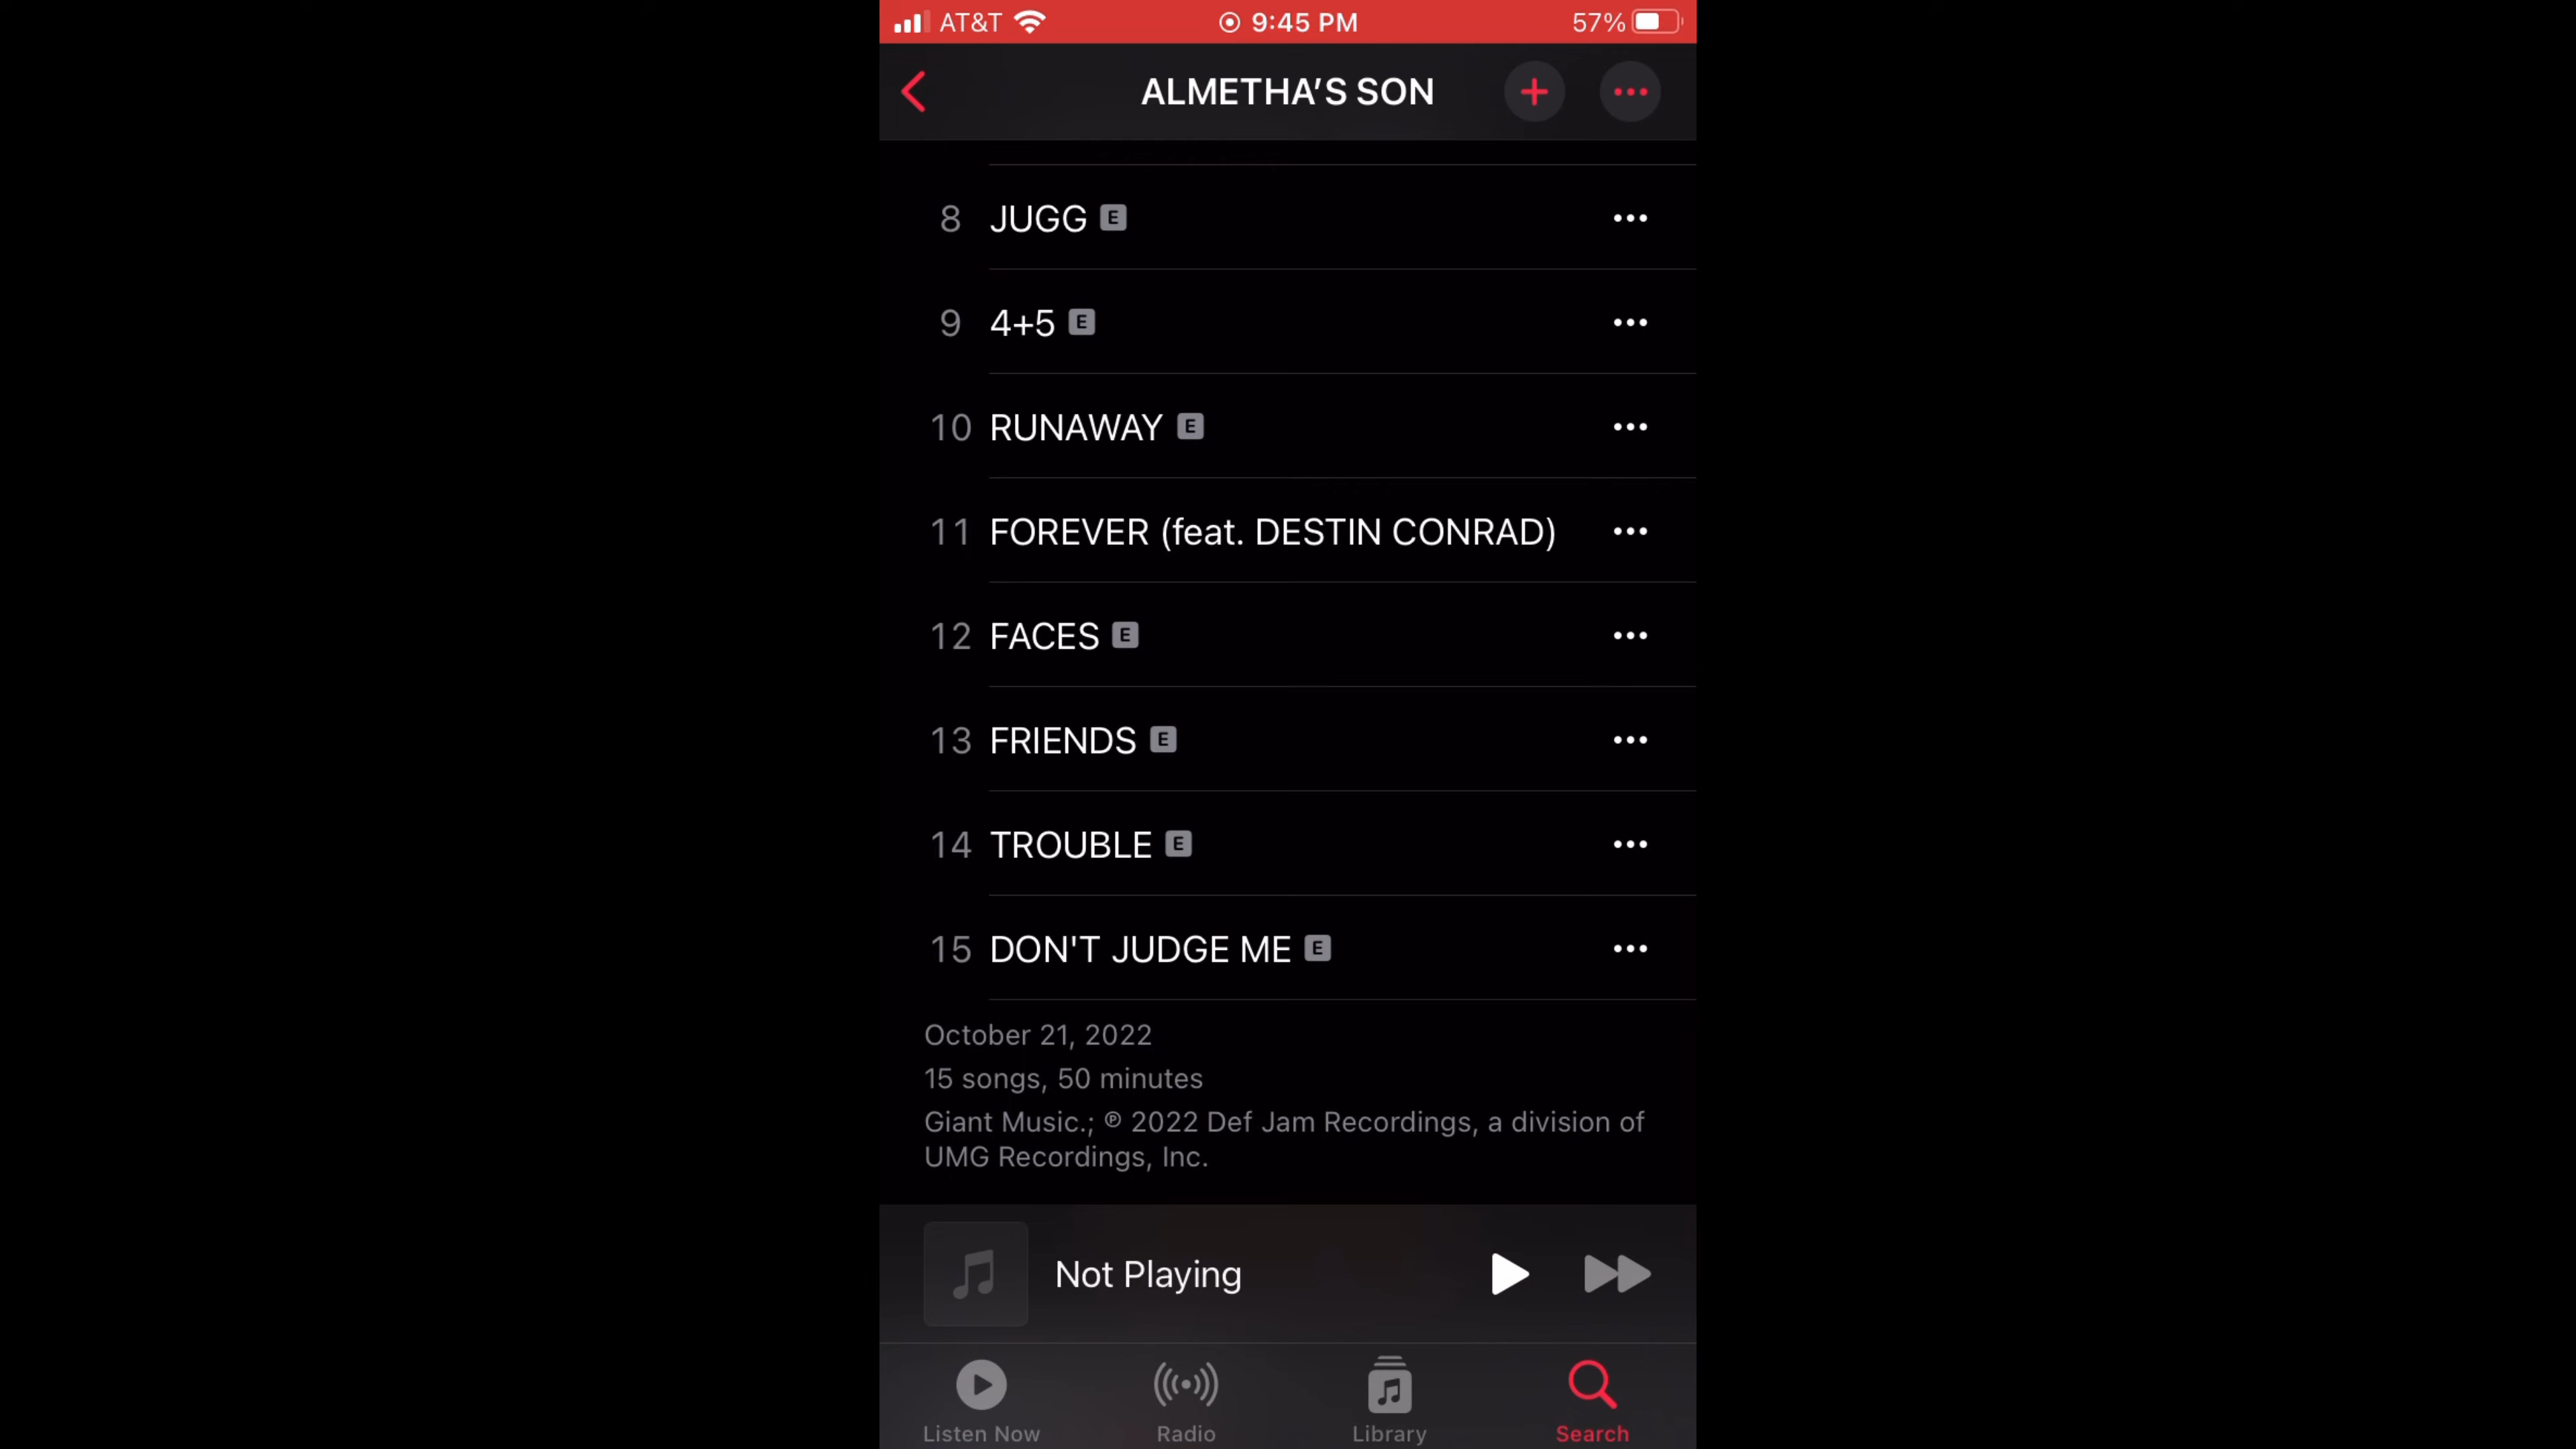 AT&T 9:45 PM 57%
ALMETHA’S SON
8 JUGG E
9 4+5 E
10 RUNAWAY E
11 FOREVER (feat. DESTIN CONRAD)
12 FACES E
13 FRIENDS E
14 TROUBLE E
15 DON'T JUDGE ME E
October 21, 2022
15 songs, 50 minutes
Giant Music.; ℗ 2022 Def Jam Recordings, a division of
UMG Recordings, Inc.
Not Playing
Listen Now Radio Library Search